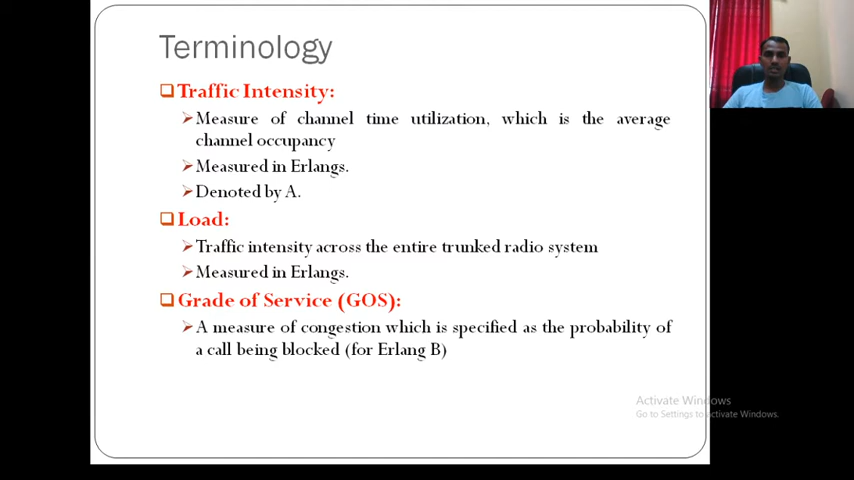 Terminology
Traffic Intensity:
Measure of channel time utilization, which is the average
channel occupancy
Measured in Erlangs.
Denoted by A.
Load:
Traffic intensity across the entire trunked radio system
Measured in Erlangs.
Grade of Service (GOS):
A measure of congestion which is specified as the probability of
a call being blocked (for Erlang B)
Activate Windows
Go to Settings to Activate Windows.